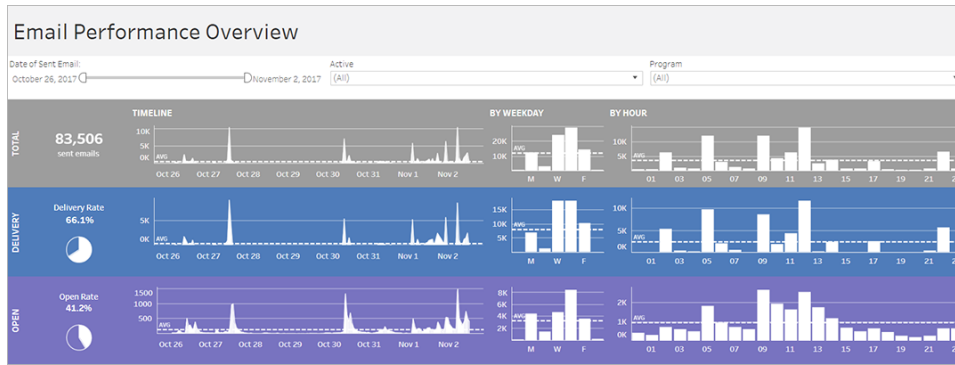 Email Performance Overview
Date of Sent Email:
October 26, 2017
November 2, 2017
Active
(All)
Program
(All)
TIMELINE
BY WEEKDAY
BY HOUR
TOTAL
83,506
sent emails
10K
5K
0K
AVG
Oct 26 Oct 27 Oct 28 Oct 29 Oct 30 Oct 31 Nov 1 Nov 2
20K
AVG
10K
M W F
10K
5K
AVG
01 03 05 07 09 11 13 15 17 19 21
DELIVERY
Delivery Rate
66.1%
5K
0K
AVG
Oct 26 Oct 27 Oct 28 Oct 29 Oct 30 Oct 31 Nov 1 Nov 2
15K
10K
AVG
5K
M W F
10K
5K
AVG
0K
01 03 05 07 09 11 13 15 17 19 21
OPEN
Open Rate
41.2%
1500
1000
500
AVG
Oct 26 Oct 27 Oct 28 Oct 29 Oct 30 Oct 31 Nov 1 Nov 2
8K
6K
4K
AVG
2K
M W F
2K
1K
AVG
0K
01 03 05 07 09 11 13 15 17 19 21